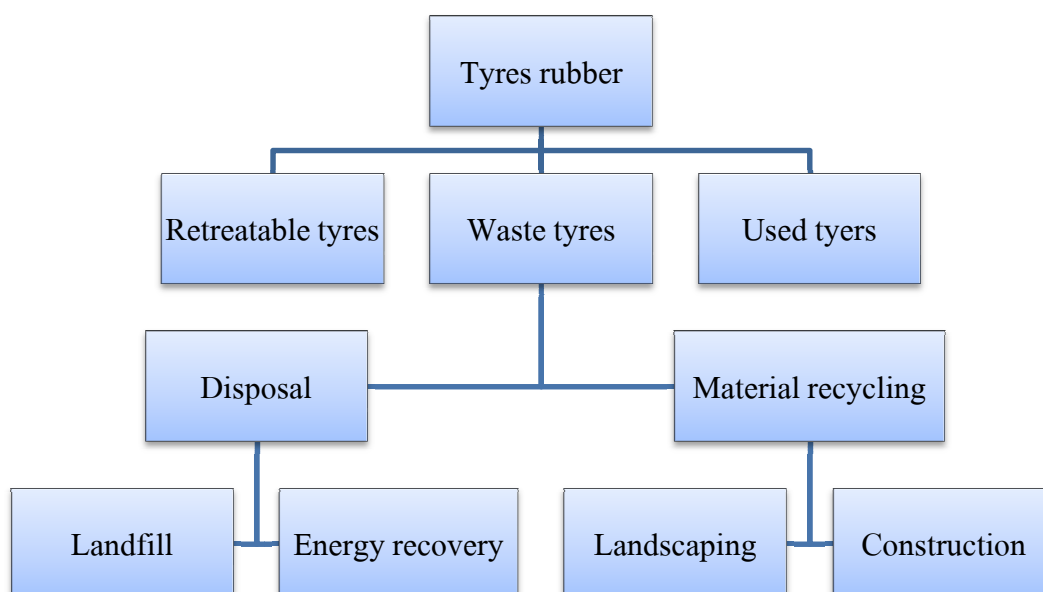 Tyres rubber
Retreatable tyres
Waste tyres
Used tyers
Disposal
Material recycling
Landfill
Energy recovery
Landscaping
Construction